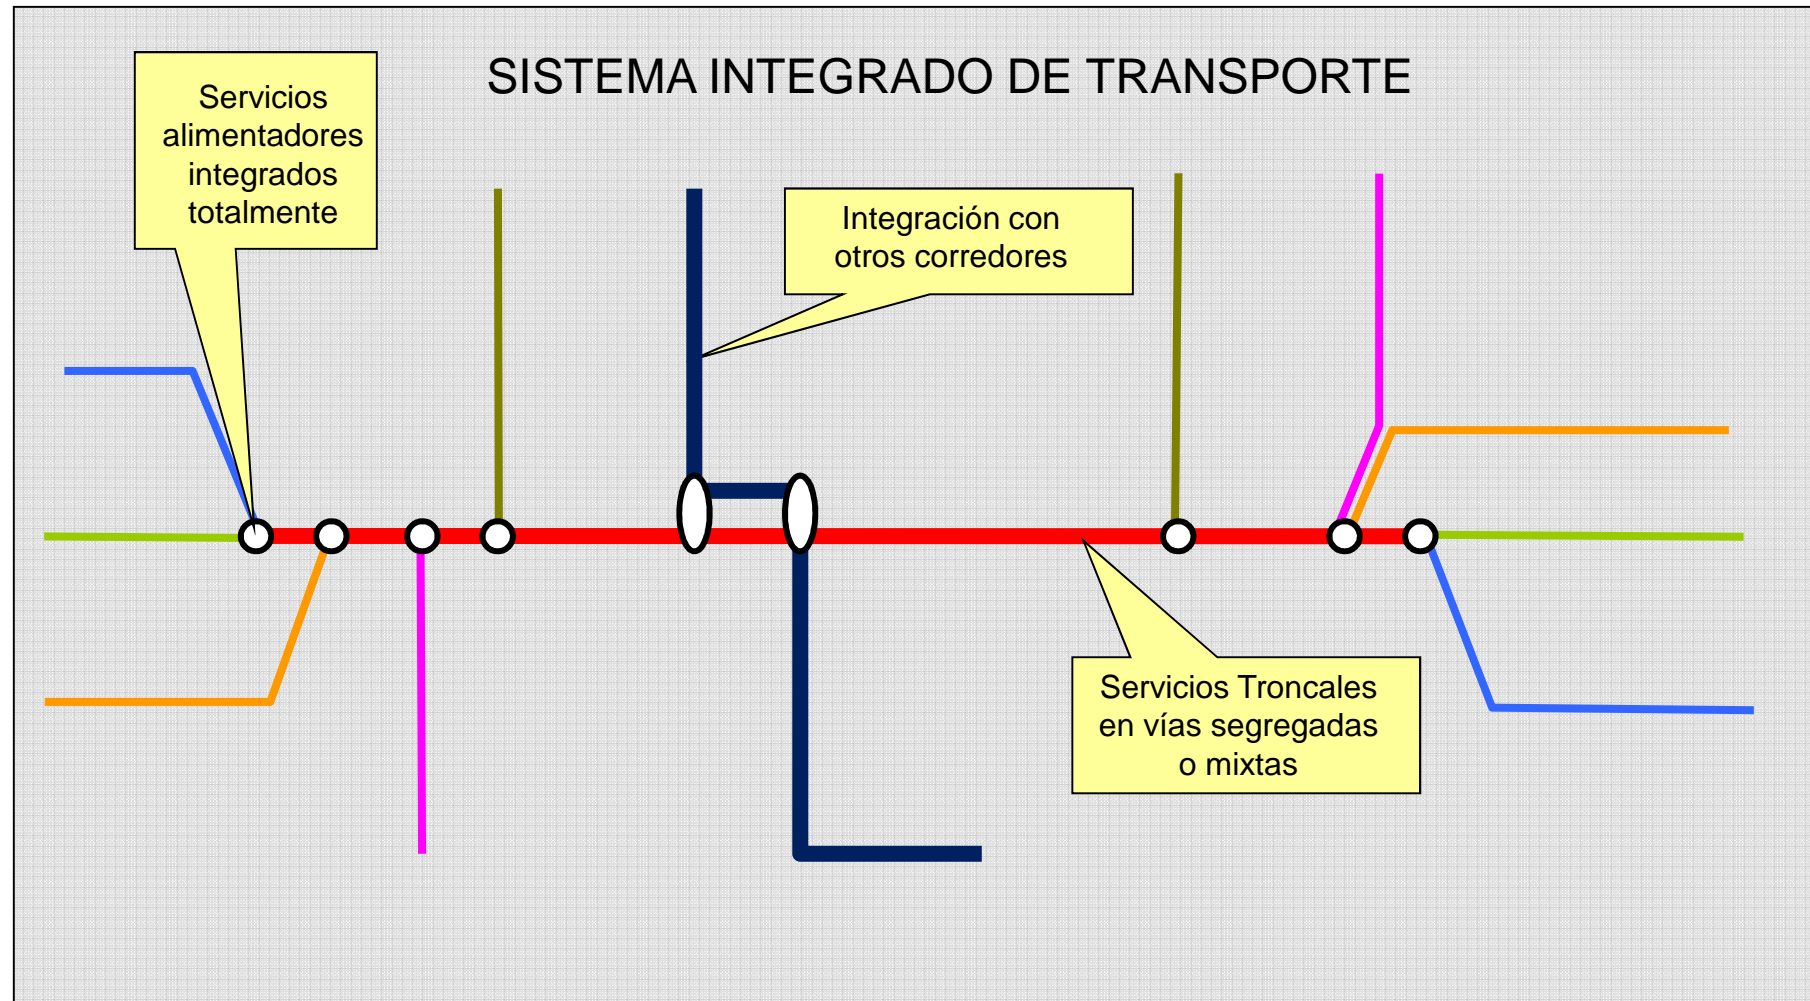 SISTEMA INTEGRADO DE TRANSPORTE
Servicios
alimentadores
integrados
totalmente
Integración con
otros corredores
Servicios Troncales
en vías segregadas
o mixtas